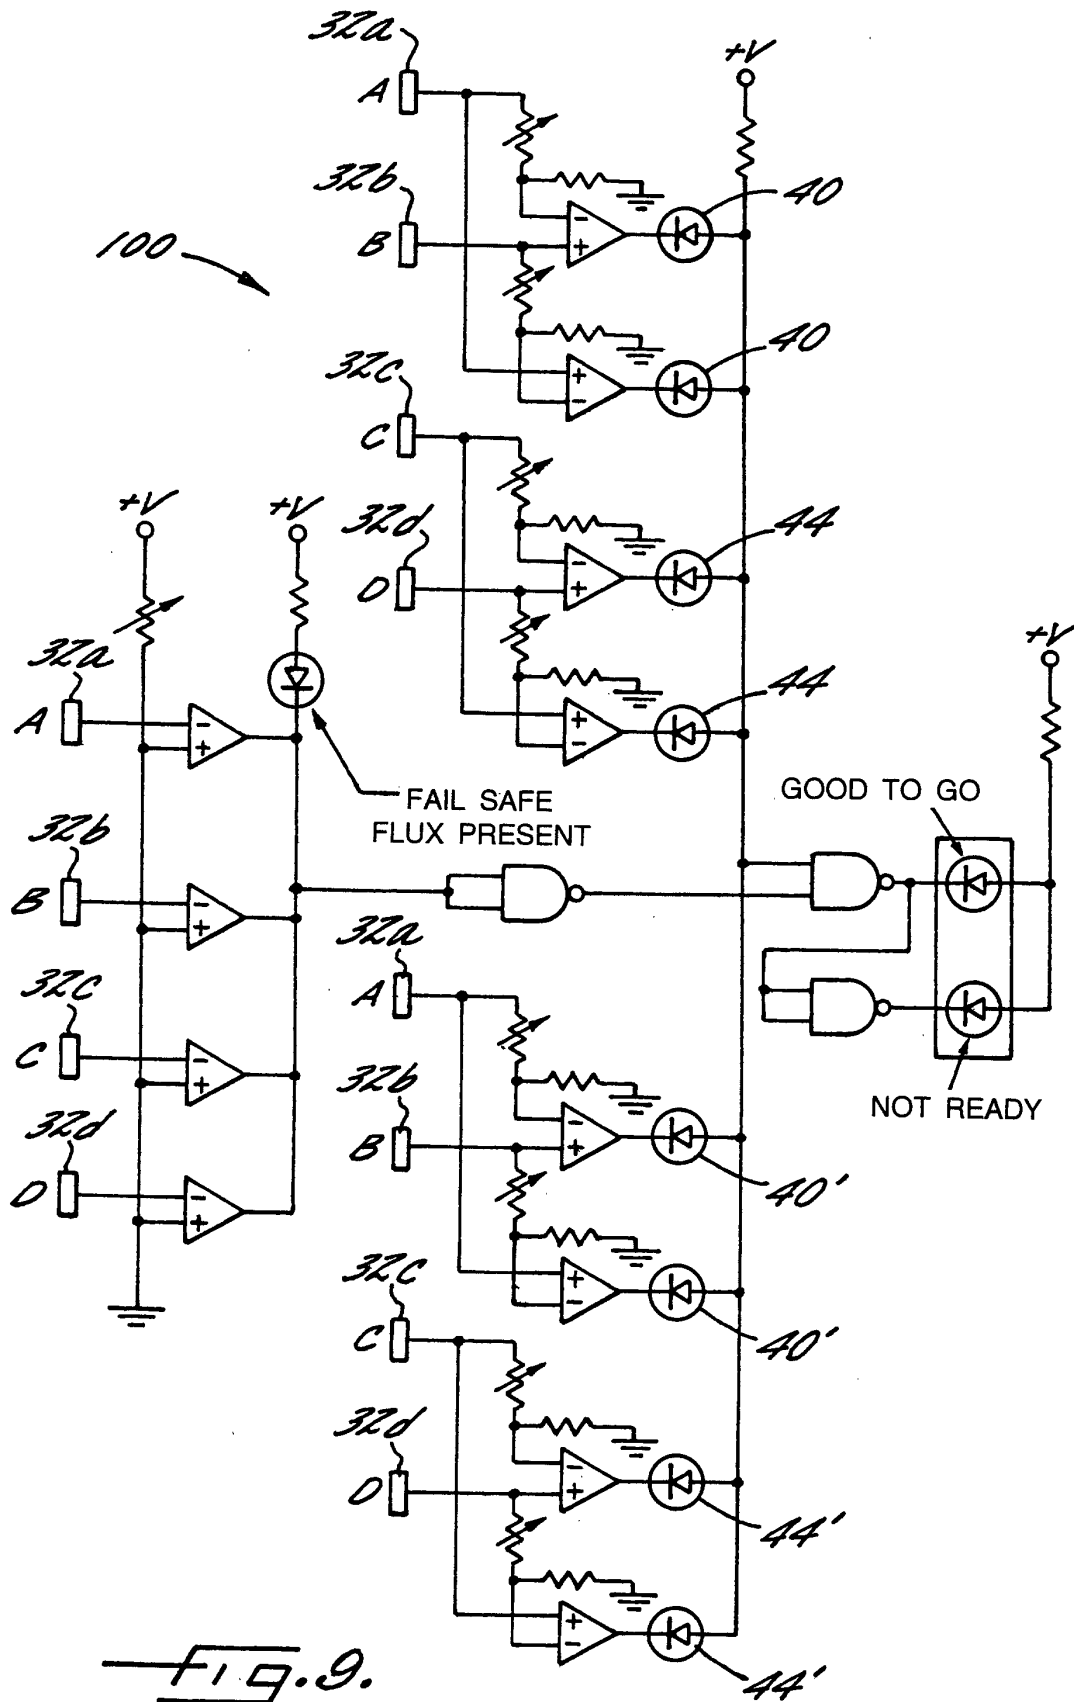 32a
+V
A
32b
40
100
B
40
32c
C
+V
+V
32d
44
D
+V
32a
44
A
-
+
-
+
+
-
-
+
+
-
FAIL SAFE
FLUX PRESENT
GOOD TO GO
32b
B
-
+
32a
A
32c
C
-
+
32b
B
-
+
NOT READY
32d
D
-
+
40'
32c
C
+
-
40'
32d
D
-
+
44'
+
-
44'
Fig.9.